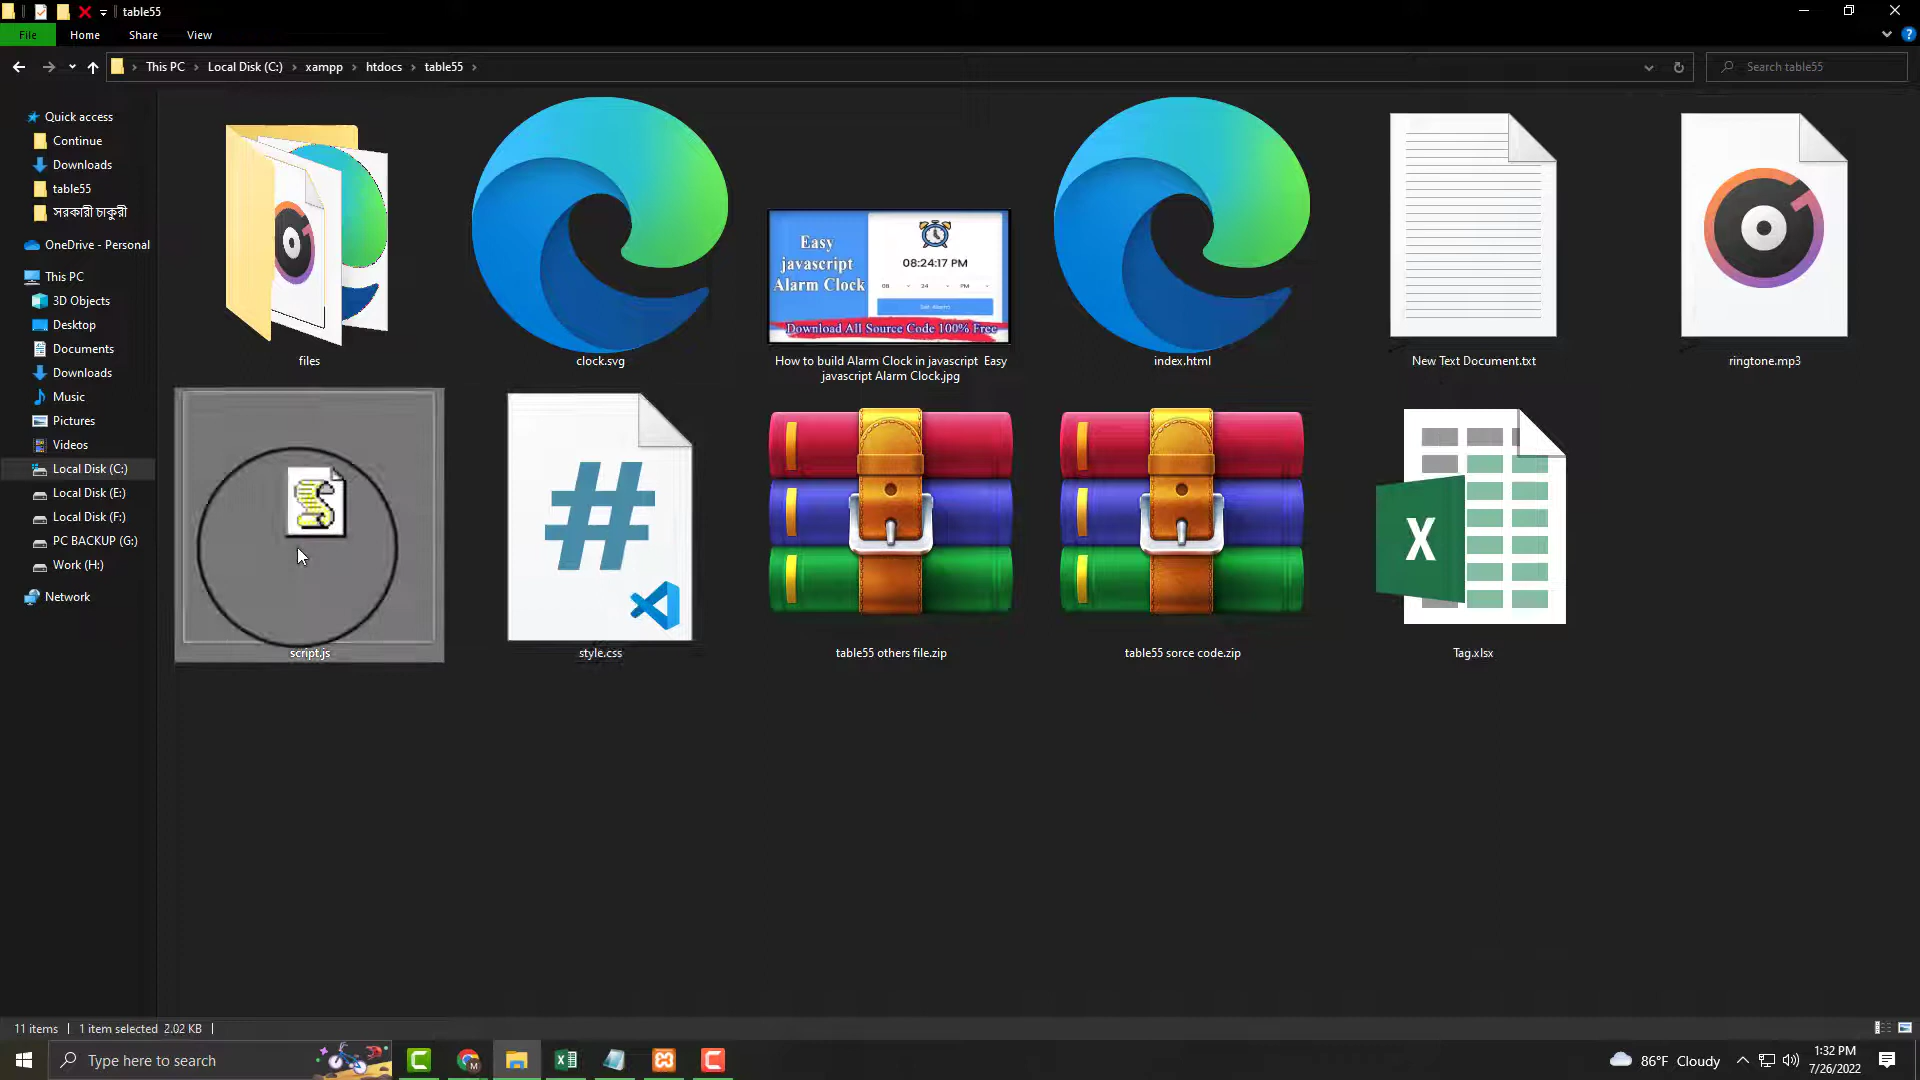 table55
File
Home
Share
View
This PC
Local Disk (C:)
xampp
htdocs
table55
Search table55
Quick access
Continue
Downloads
table55
সরকারী চাকুরী
OneDrive - Personal
This PC
3D Objects
Desktop
Documents
Downloads
Music
Pictures
Videos
Local Disk (C:)
Local Disk (E:)
Local Disk (F:)
PC BACKUP (G:)
Work (H:)
Network
Easy
javascript
Alarm Clock
08:24:17 PM
08
24
PM
Set Alarm
Download All Source Code 100% Free
files
clock.svg
How to build Alarm Clock in javascript Easy
javascript Alarm Clock.jpg
index.html
New Text Document.txt
ringtone.mp3
script.js
style.css
table55 others file.zip
table55 sorce code.zip
Tag.xlsx
11 items
1 item selected 2.02 KB
Type here to search
86°F Cloudy
1:32 PM
7/26/2022